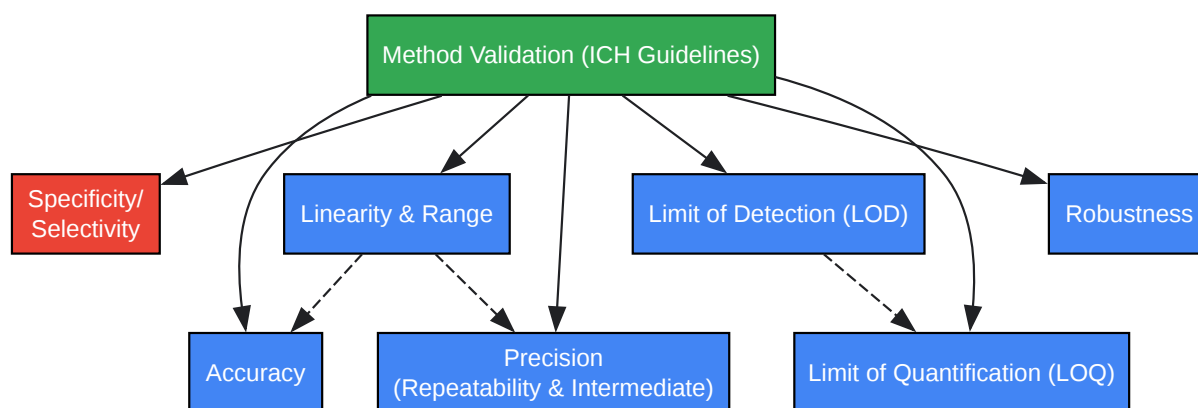 Method Validation (ICH Guidelines)
Specificity/
Selectivity
Linearity & Range
Limit of Detection (LOD)
Robustness
Accuracy
Precision
(Repeatability & Intermediate)
Limit of Quantification (LOQ)